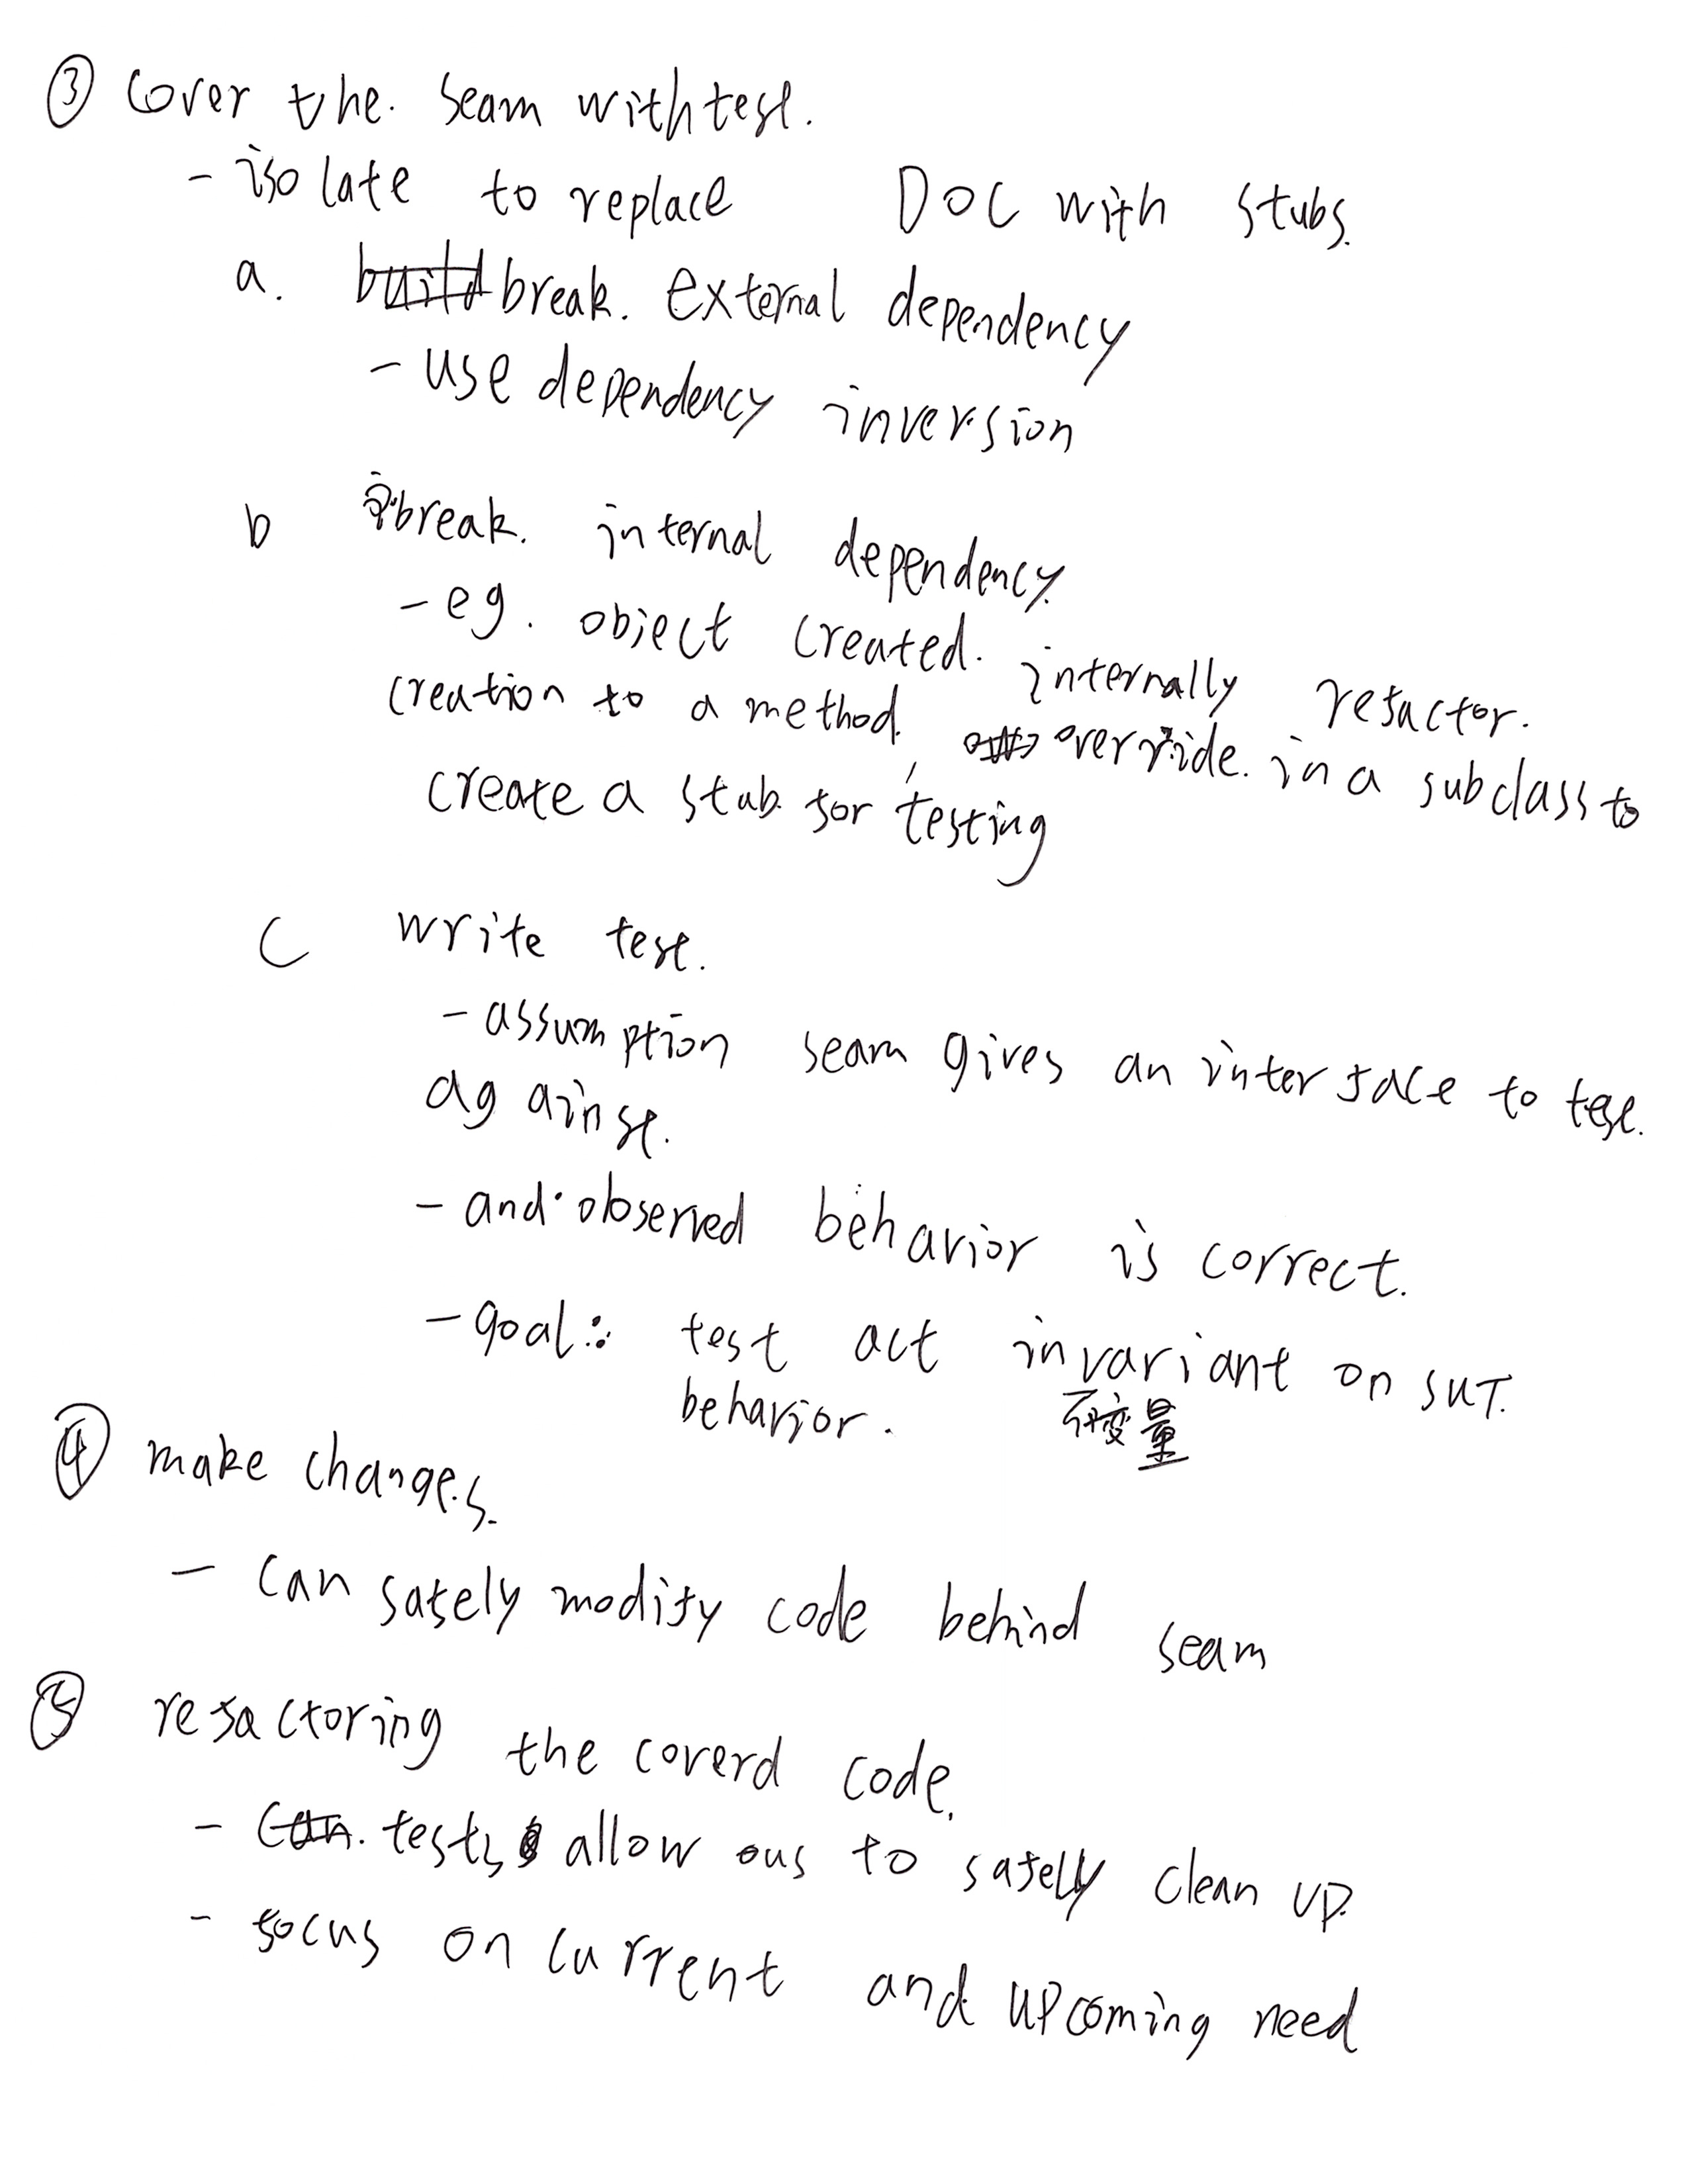 ③ cover the. seam with test.
- isolate to replace DOC with stubs.
a. break. external dependency
- use dependency inversion
b break. internal dependency.
- eg. object created. internally refactor.
creation to a method, override. in a subclass to
create a stub for testing
c write test.
- assumption seam gives an interface to test.
against.
- and observed behavior is correct.
- goal: test act invariant on SUT.
behavior. 不变量
④ make changes.
- can safely modify code behind seam
⑤ refactoring the coverd code.
- tests allow ous to safely clean up.
- focus on current and upcoming need